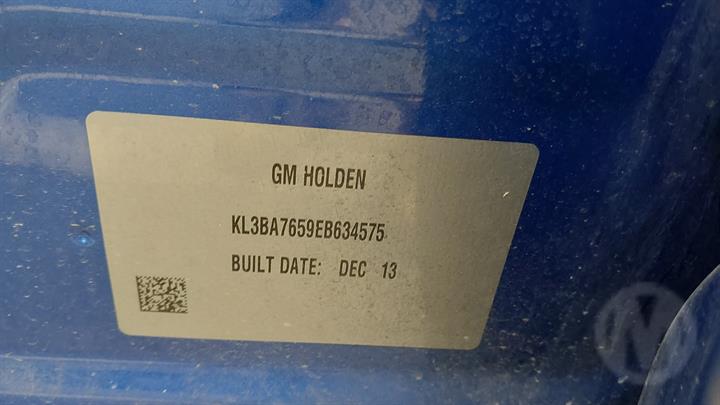 GM HOLDEN
KL3BA7659EB634575
BUILT DATE: DEC 13